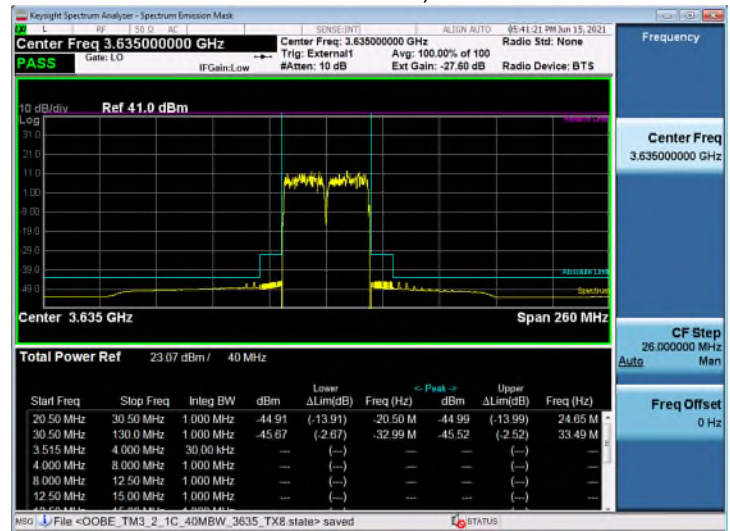 Keysight Spectrum Analyzer - Spectrum Emission Mask
L RF 50 Ω AC SENSE:INT ALIGN AUTO 05:41:21 PM Jun 15, 2021
Center Freq 3.635000000 GHz
Center Freq: 3.635000000 GHz
Radio Std: None
PASS
Gate: LO
IFGain:Low
Trig: External1
Avg: 100.00% of 100
#Atten: 10 dB
Ext Gain: -27.60 dB
Radio Device: BTS
10 dB/div Ref 41.0 dBm
Log
Relative Limit
31.0
21.0
11.0
1.00
-9.00
-19.0
-29.0
-39.0
Absolute Limit
-49.0
Spectrum
Center 3.635 GHz Span 260 MHz
Total Power Ref 23.07 dBm / 40 MHz
Lower <- Peak -> Upper
Start Freq Stop Freq Integ BW dBm ΔLim(dB) Freq (Hz) dBm ΔLim(dB) Freq (Hz)
20.50 MHz 30.50 MHz 1.000 MHz -44.91 (-13.91) -20.50 M -44.99 (-13.99) 24.65 M
30.50 MHz 130.0 MHz 1.000 MHz -45.67 (-2.67) -32.99 M -45.52 (-2.52) 33.49 M
3.515 MHz 4.000 MHz 30.00 kHz --- (---) --- --- (---) ---
4.000 MHz 8.000 MHz 1.000 MHz --- (---) --- --- (---) ---
8.000 MHz 12.50 MHz 1.000 MHz --- (---) --- --- (---) ---
12.50 MHz 15.00 MHz 1.000 MHz --- (---) --- --- (---) ---
MSG File <OOBE_TM3_2_1C_40MBW_3635_TX8.state> saved STATUS
Frequency
Center Freq
3.635000000 GHz
CF Step
26.000000 MHz
Auto Man
Freq Offset
0 Hz